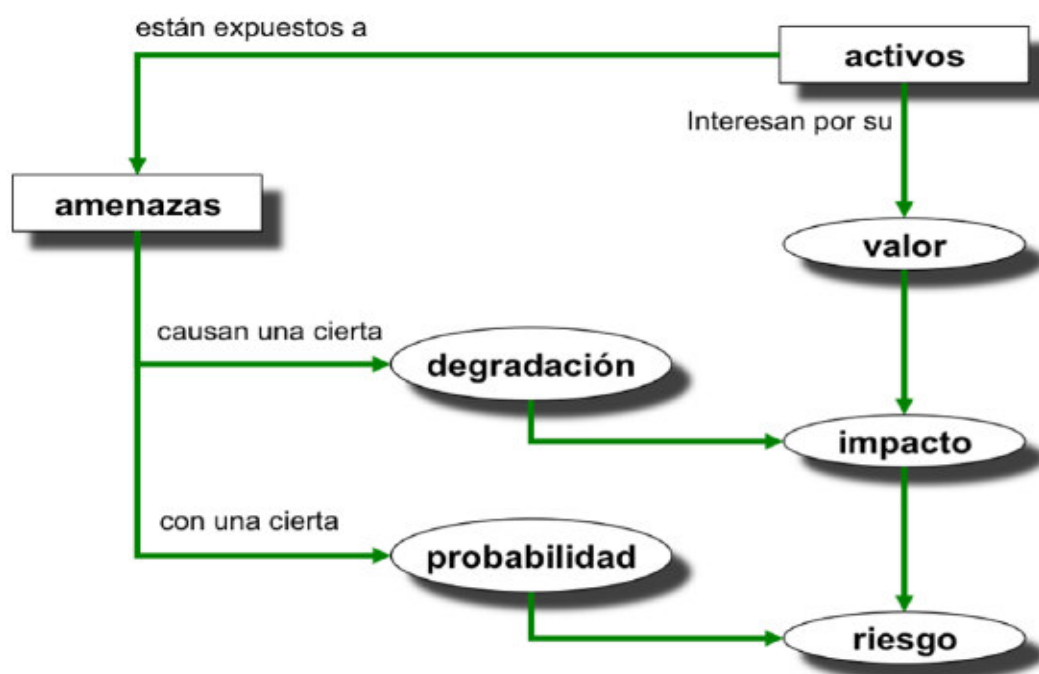 están expuestos a
activos
Interesan por su
amenazas
valor
causan una cierta
degradación
impacto
con una cierta
probabilidad
riesgo